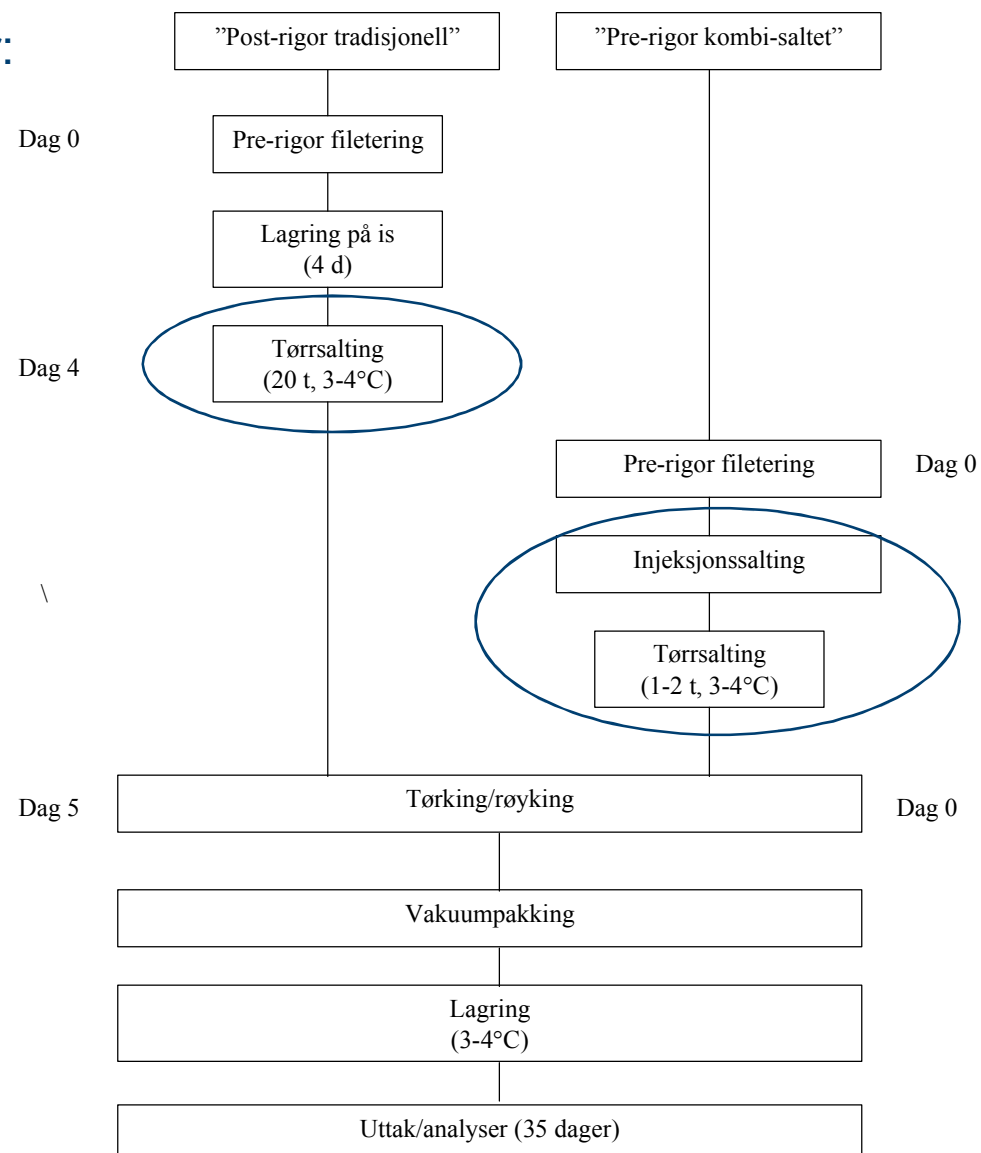 :
”Post-rigor tradisjonell”
”Pre-rigor kombi-saltet”
Dag 0
Pre-rigor filetering
Lagring på is
(4 d)
Dag 4
Tørrsalting
(20 t, 3-4°C)
Pre-rigor filetering
Dag 0
Injeksjonssalting
\
Tørrsalting
(1-2 t, 3-4°C)
Dag 5
Tørking/røyking
Dag 0
Vakuumpakking
Lagring
(3-4°C)
Uttak/analyser (35 dager)